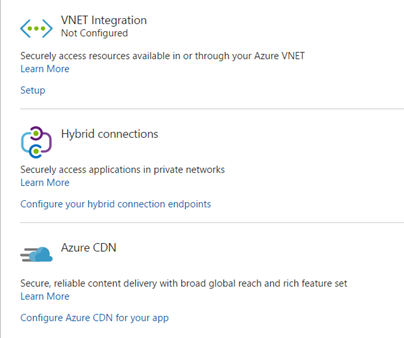 VNET Integration
Not Configured
Securely access resources available in or through your Azure VNET
Learn More
Setup
Hybrid connections
Securely access applications in private networks
Learn More
Configure your hybrid connection endpoints
Azure CDN
Secure, reliable content delivery with broad global reach and rich feature set
Learn More
Configure Azure CDN for your app